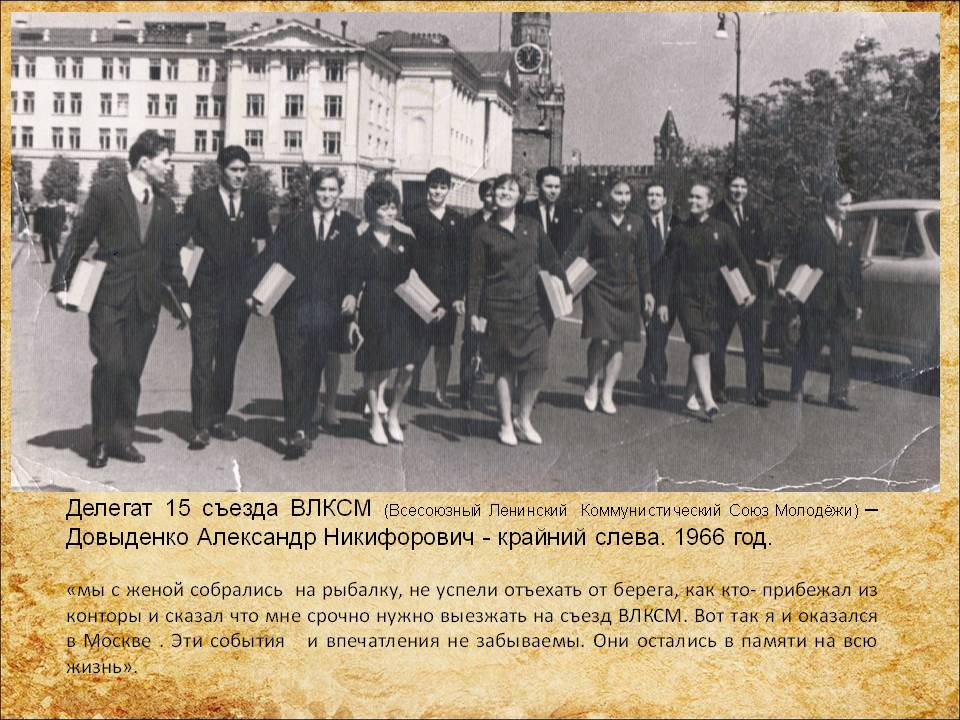 Делегат 15 съезда ВЛКСМ (Всесоюзный Ленинский Коммунистический Союз Молодёжи) –
Довыденко Александр Никифорович - крайний слева. 1966 год.
«мы с женой собрались на рыбалку, не успели отъехать от берега, как кто- прибежал из
конторы и сказал что мне срочно нужно выезжать на съезд ВЛКСМ. Вот так я и оказался
в Москве . Эти события и впечатления не забываемы. Они остались в памяти на всю
жизнь».